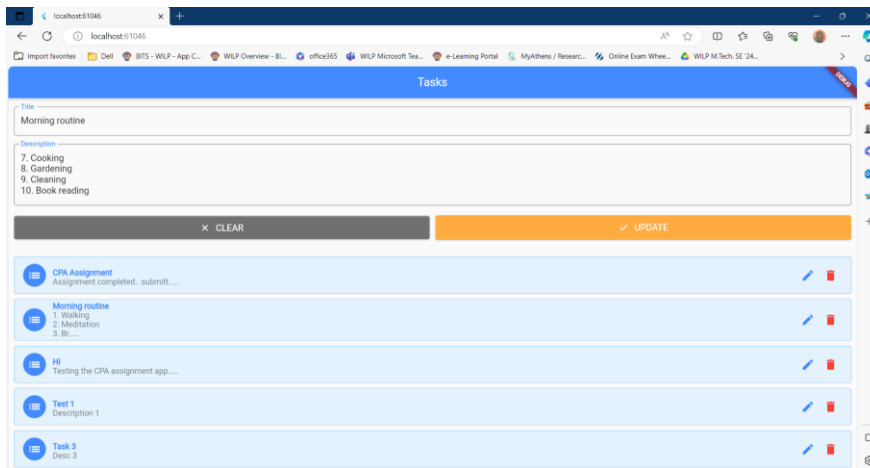 localhost:61046
localhost:61046
Import favorites
Dell
BITS - WILP - App C...
WILP Overview - Bl...
office365
WILP Microsoft Tea...
e-Learning Portal
MyAthens / Researc...
Online Exam Whee...
WILP M.Tech. SE '24...
Tasks
DEBUG
Title
Morning routine
Description
7. Cooking
8. Gardening
9. Cleaning
10. Book reading
CLEAR
UPDATE
CPA Assignment
Assignment completed.. submitt.....
Morning routine
1. Walking
2. Meditation
3. Br.....
Hi
Testing the CPA assignment app.....
Test 1
Description 1
Task 3
Desc 3